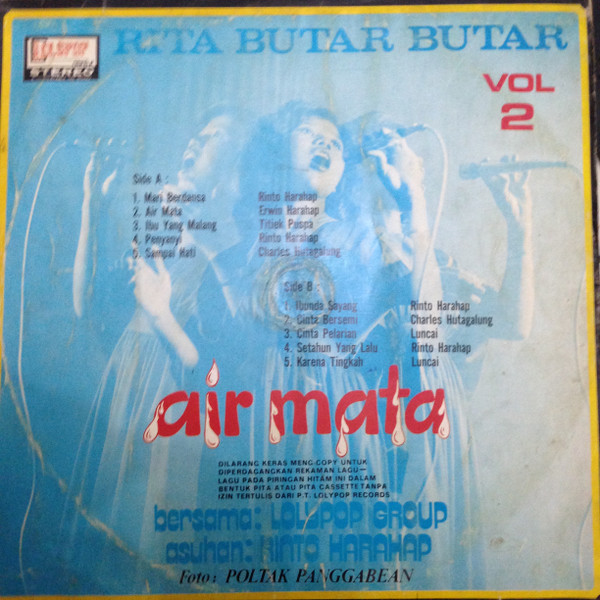 LOLYPOP
STEREO
RITA BUTAR BUTAR
VOL
2
Side A :
1. Mari Berdansa Rinto Harahap
2. Air Mata Erwin Harahap
3. Ibu Yang Malang Titiek Puspa
4. Penyanyi Rinto Harahap
5. Sampai Hati Charles Hutagalung
Side B :
1. Ibunda Sayang Rinto Harahap
2. Cinta Bersemi Charles Hutagalung
3. Cinta Pelarian Luncai
4. Setahun Yang Lalu Rinto Harahap
5. Karena Tingkah Luncai
air mata
DILARANG KERAS MENG-COPY UNTUK
DIPERDAGANGKAN REKAMAN LAGU—
LAGU PADA PIRINGAN HITAM INI DALAM
BENTUK PITA ATAU PITA CASSETTE TANPA
IZIN TERTULIS DARI P.T. LOLYPOP RECORDS
bersama: LOLYPOP GROUP
asuhan: RINTO HARAHAP
Foto : POLTAK PANGGABEAN